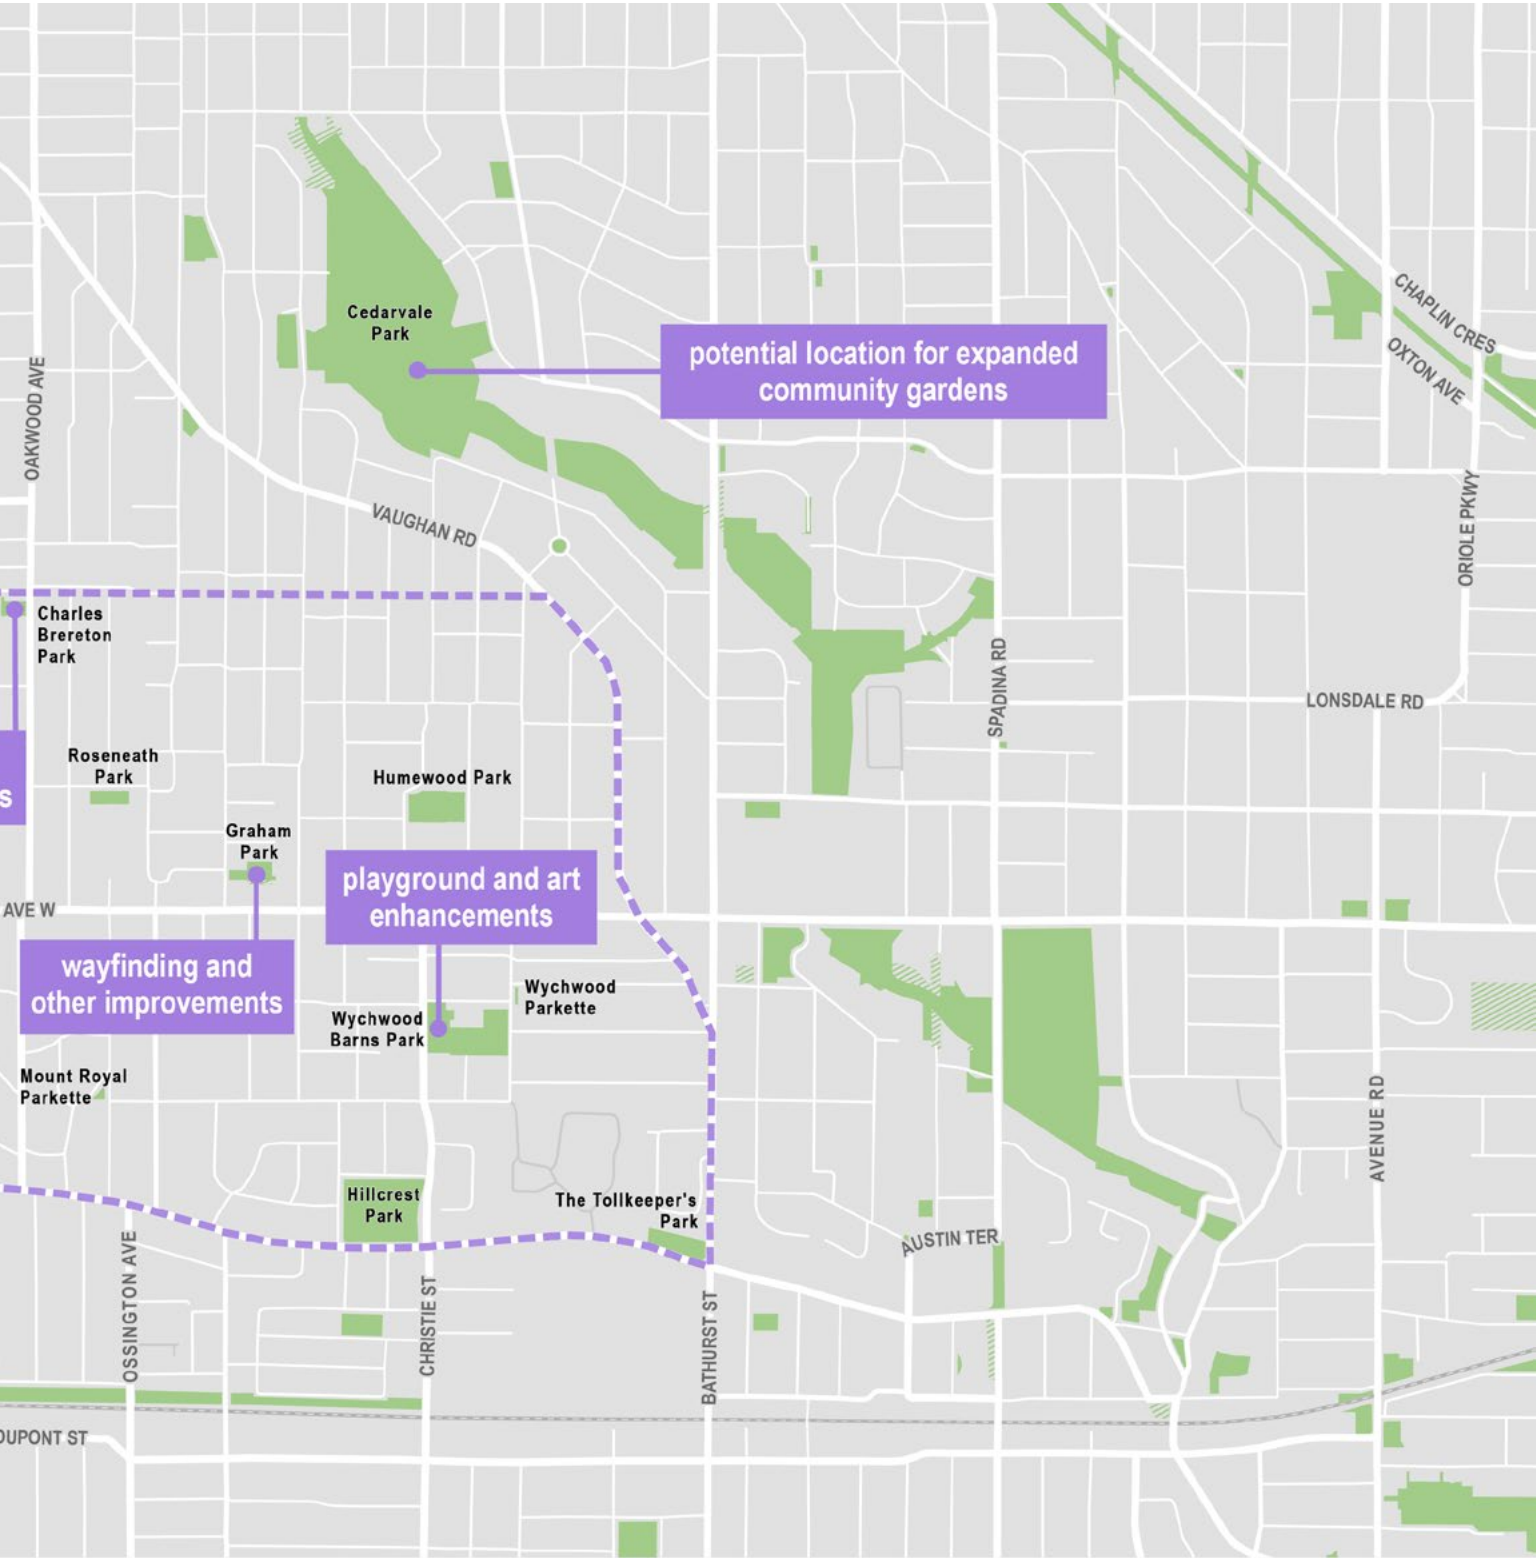 Cedarvale
Park
potential location for expanded
community gardens
CHAPLIN CRES
OXTON AVE
OAKWOOD AVE
VAUGHAN RD
ORIOLE PKWY
Charles
Brereton
Park
SPADINA RD
LONSDALE RD
Roseneath
Park
Humewood Park
s
Graham
Park
playground and art
enhancements
AVE W
wayfinding and
other improvements
Wychwood
Parkette
Wychwood
Barns Park
Mount Royal
Parkette
AVENUE RD
Hillcrest
Park
The Tollkeeper's
Park
AUSTIN TER
OSSINGTON AVE
CHRISTIE ST
BATHURST ST
DUPONT ST